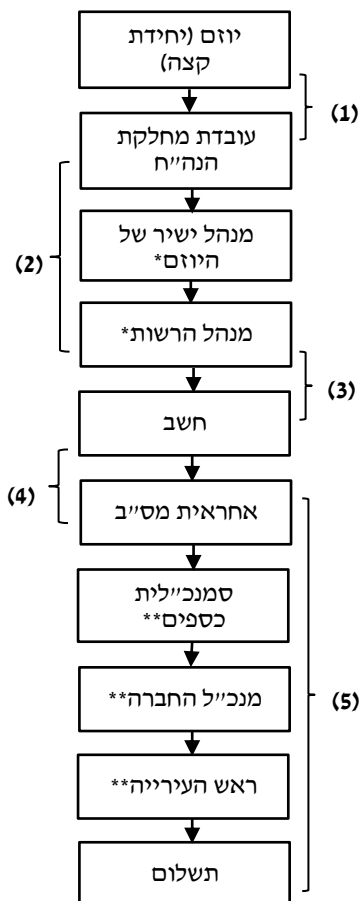 יוזם (יחידת
קצה)
(1)
עובדת מחלקת
הנה"ח
מנהל ישיר של
היוזם*
(2)
מנהל הרשות*
(3)
חשב
(4)
אחראית מס"ב
סמנכ"לית
כספים**
מנכ"ל החברה**
(5)
ראש העירייה**
תשלום